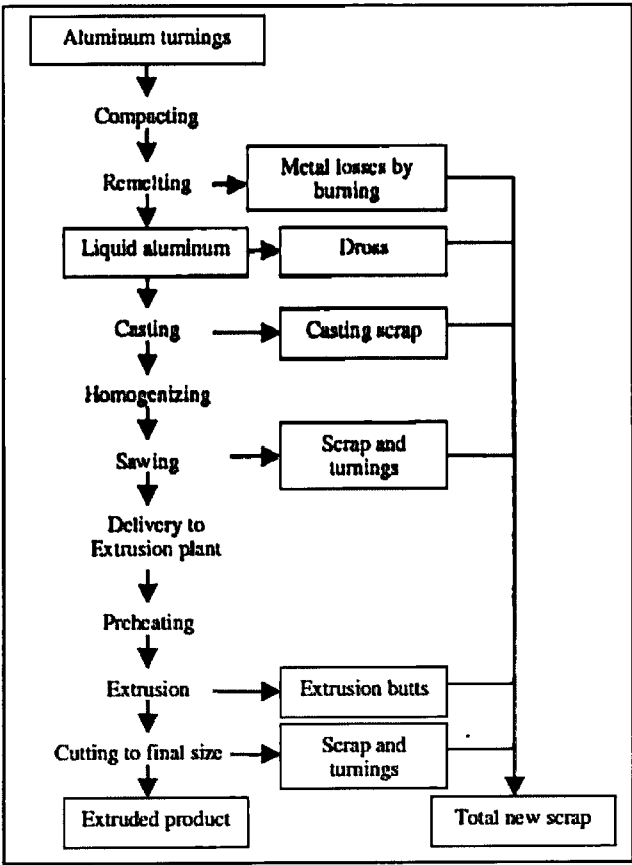 Aluminum turnings
Compacting
Remelting
Metal losses by
burning
Liquid aluminum
Dross
Casting
Casting scrap
Homogenizing
Sawing
Scrap and
turnings
Delivery to
Extrusion plant
Preheating
Extrusion
Extrusion butts
Cutting to final size
Scrap and
turnings
Extruded product
Total new scrap